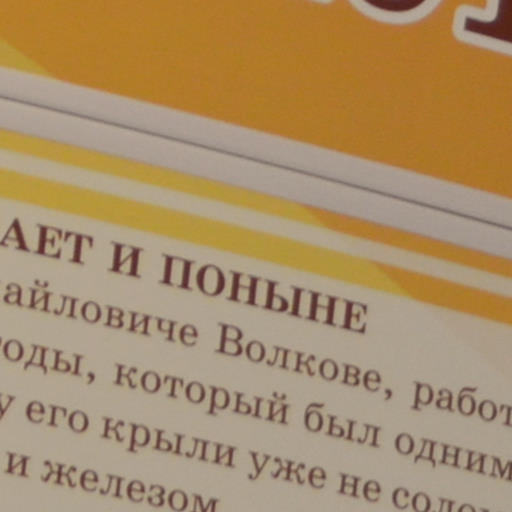 АЕТ И ПОНЫНЕ
айловиче Волкове, работ
оды, который был одним
у его крыли уже не соло
и железом